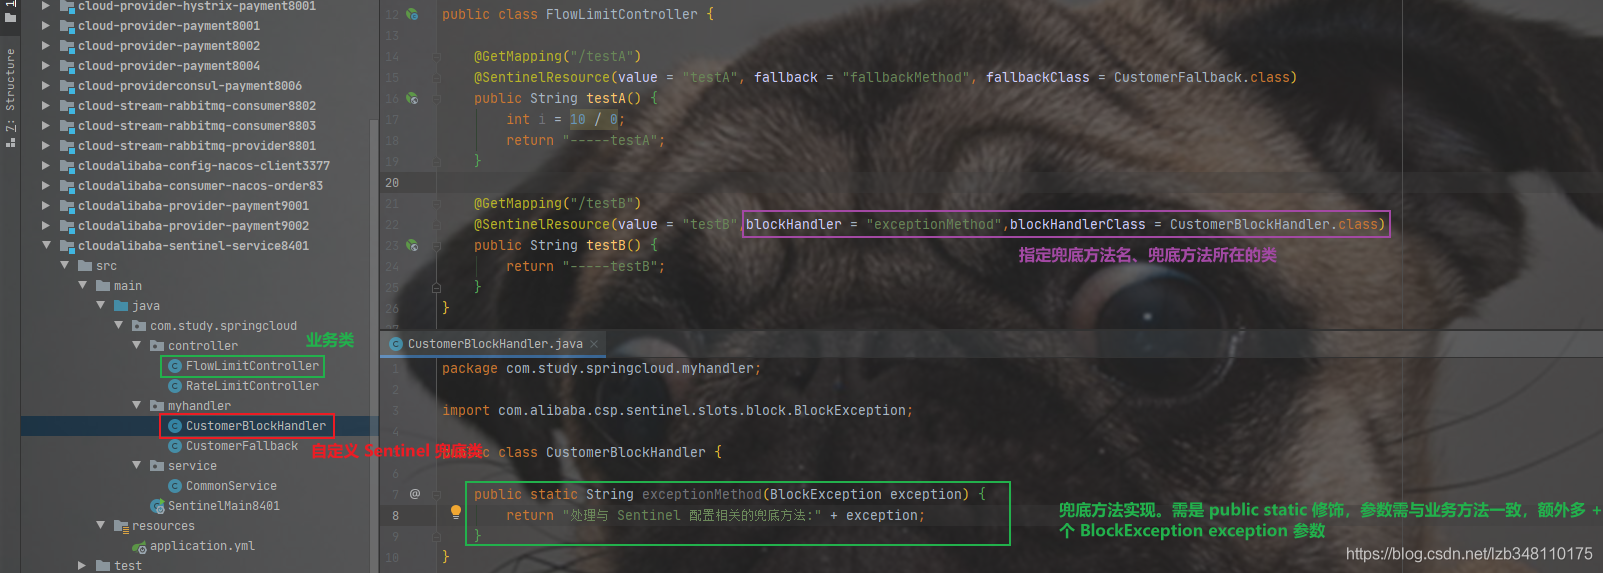 1
7: Structure
cloud-provider-hystrix-payment8001
cloud-provider-payment8001
cloud-provider-payment8002
cloud-provider-payment8004
cloud-providerconsul-payment8006
cloud-stream-rabbitmq-consumer8802
cloud-stream-rabbitmq-consumer8803
cloud-stream-rabbitmq-provider8801
cloudalibaba-config-nacos-client3377
cloudalibaba-consumer-nacos-order83
cloudalibaba-provider-payment9001
cloudalibaba-provider-payment9002
cloudalibaba-sentinel-service8401
src
main
java
com.study.springcloud
业务类
controller
FlowLimitController
RateLimitController
myhandler
CustomerBlockHandler
CustomerFallback
自定义 Sentinel 兜底类
service
CommonService
SentinelMain8401
resources
application.yml
test
12 public class FlowLimitController {
13
14 @GetMapping("/testA")
15 @SentinelResource(value = "testA", fallback = "fallbackMethod", fallbackClass = CustomerFallback.class)
16 public String testA() {
17 int i = 10 / 0;
18 return "-----testA";
19 }
20
21 @GetMapping("/testB")
22 @SentinelResource(value = "testB",blockHandler = "exceptionMethod",blockHandlerClass = CustomerBlockHandler.class)
23 public String testB() {
指定兜底方法名、兜底方法所在的类
24 return "-----testB";
25 }
26 }
CustomerBlockHandler.java
1 package com.study.springcloud.myhandler;
3 import com.alibaba.csp.sentinel.slots.block.BlockException;
public class CustomerBlockHandler {
6
7 @ public static String exceptionMethod(BlockException exception) {
8 return "处理与 Sentinel 配置相关的兜底方法:" + exception;
9 }
10 }
兜底方法实现。需是 public static 修饰，参数需与业务方法一致，额外多 +
个 BlockException exception 参数
https://blog.csdn.net/lzb348110175